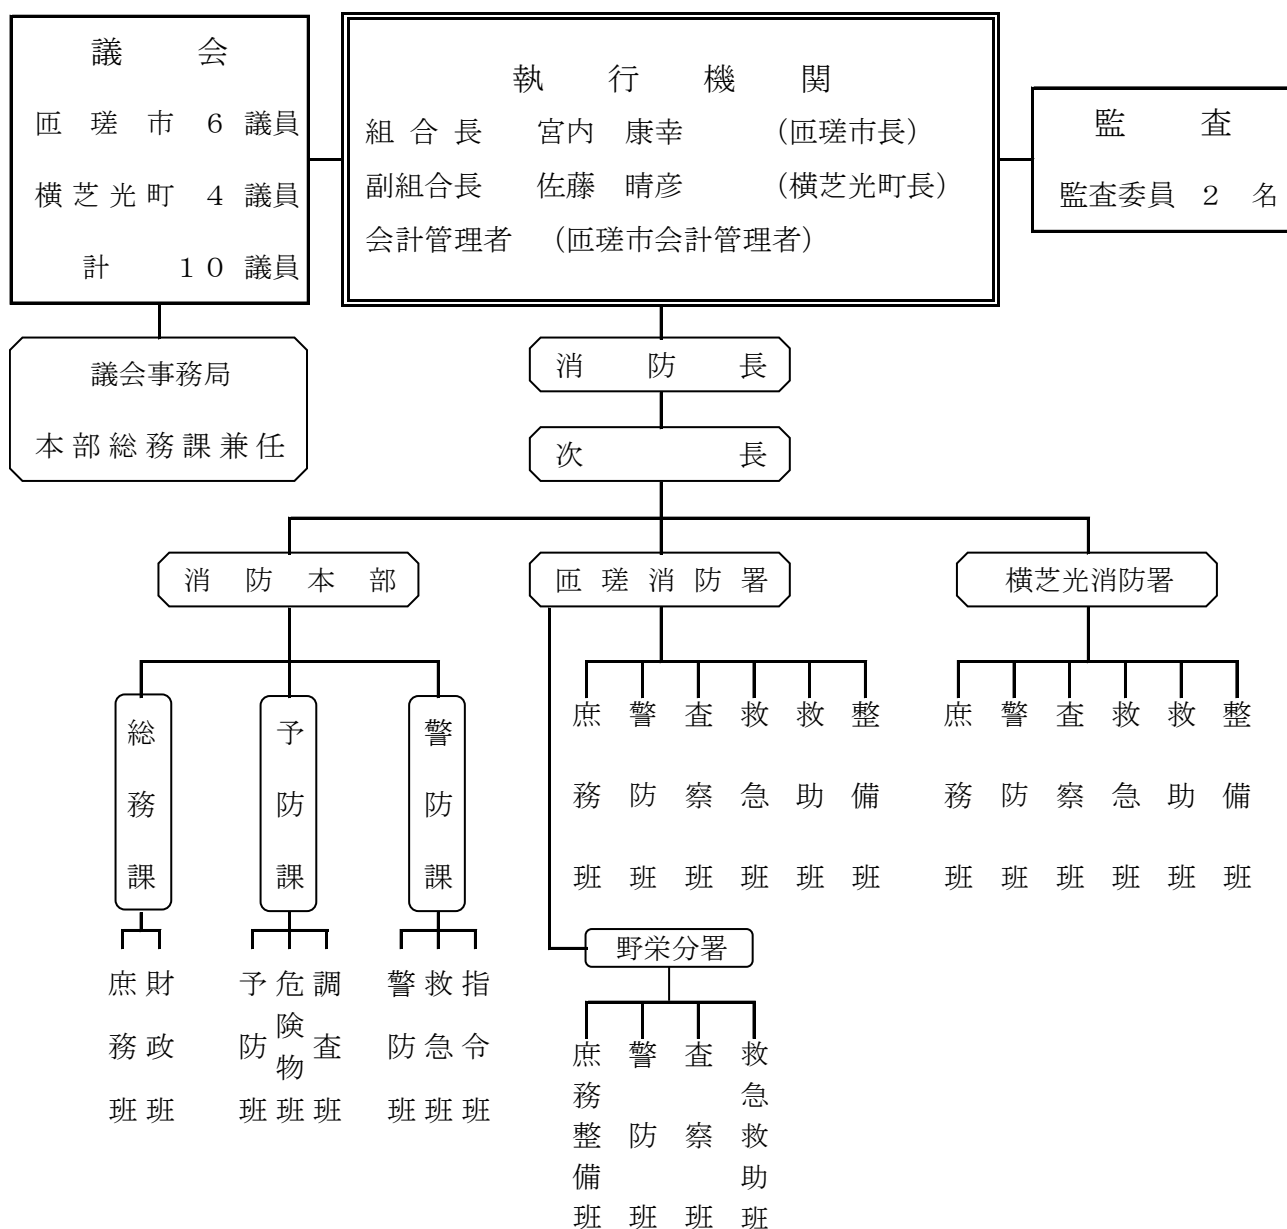 議会
匝瑳市 6 議員
横芝光町 4 議員
計 10 議員
執行機関
組合長 宮内 康幸 (匝瑳市長)
副組合長 佐藤 晴彦 (横芝光町長)
会計管理者 (匝瑳市会計管理者)
監査
監査委員 2 名
議会事務局
本部総務課兼任
消防長
次長
消防本部
匝瑳消防署
横芝光消防署
総務課
予防課
警防課
庶務班
財政班
予防班
危険物班
調査班
警防班
救急班
指令班
庶務班
警防班
査察班
救急班
救助班
整備班
野栄分署
庶務整備班
警防班
査察班
救急救助班
庶務班
警防班
査察班
救急班
救助班
整備班